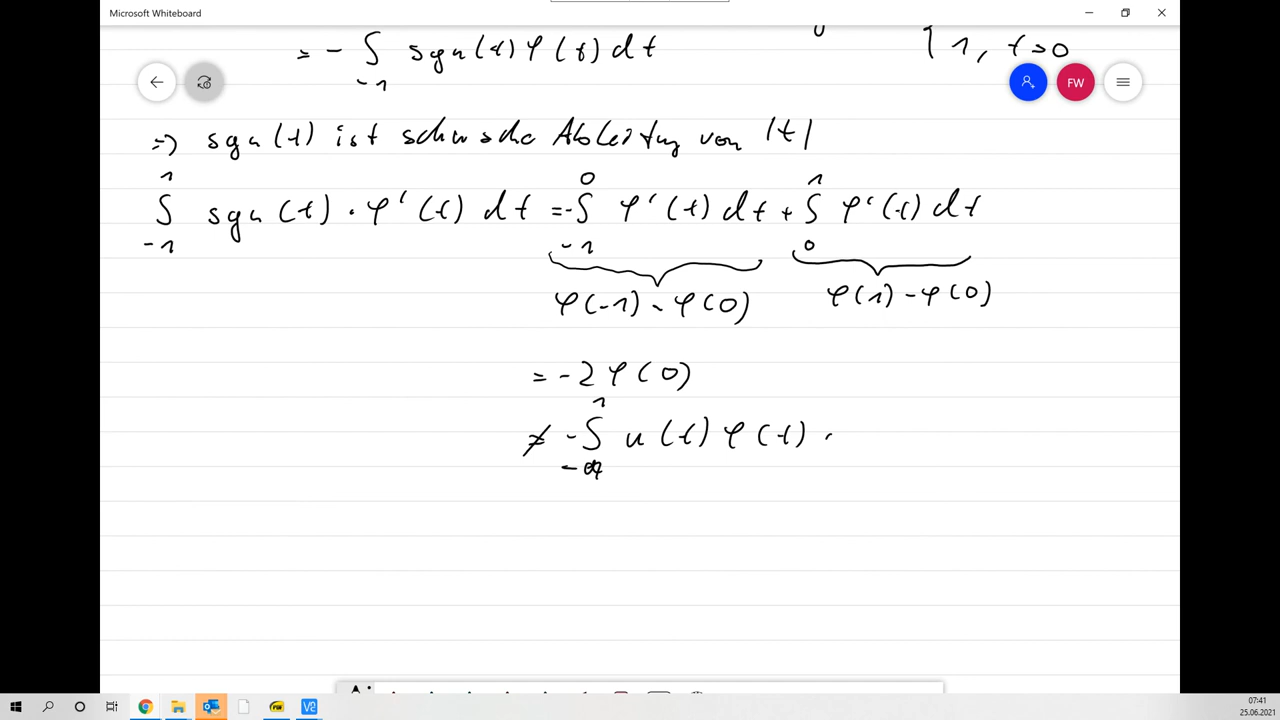 Microsoft Whiteboard
= - ∫_{-1} sgn(t) φ(t) dt { 1, t>0
FW
=> sgn(t) ist schwache Ableitung von |t|
∫_{-1}^{1} sgn(t) · φ'(t) dt = - ∫_{-1}^{0} φ'(t) dt + ∫_{0}^{1} φ'(t) dt
φ(-1) - φ(0) φ(1) - φ(0)
= -2 φ(0)
≠ - ∫_{-1}^{1} u(t) φ(t)
07:41
25.06.2021